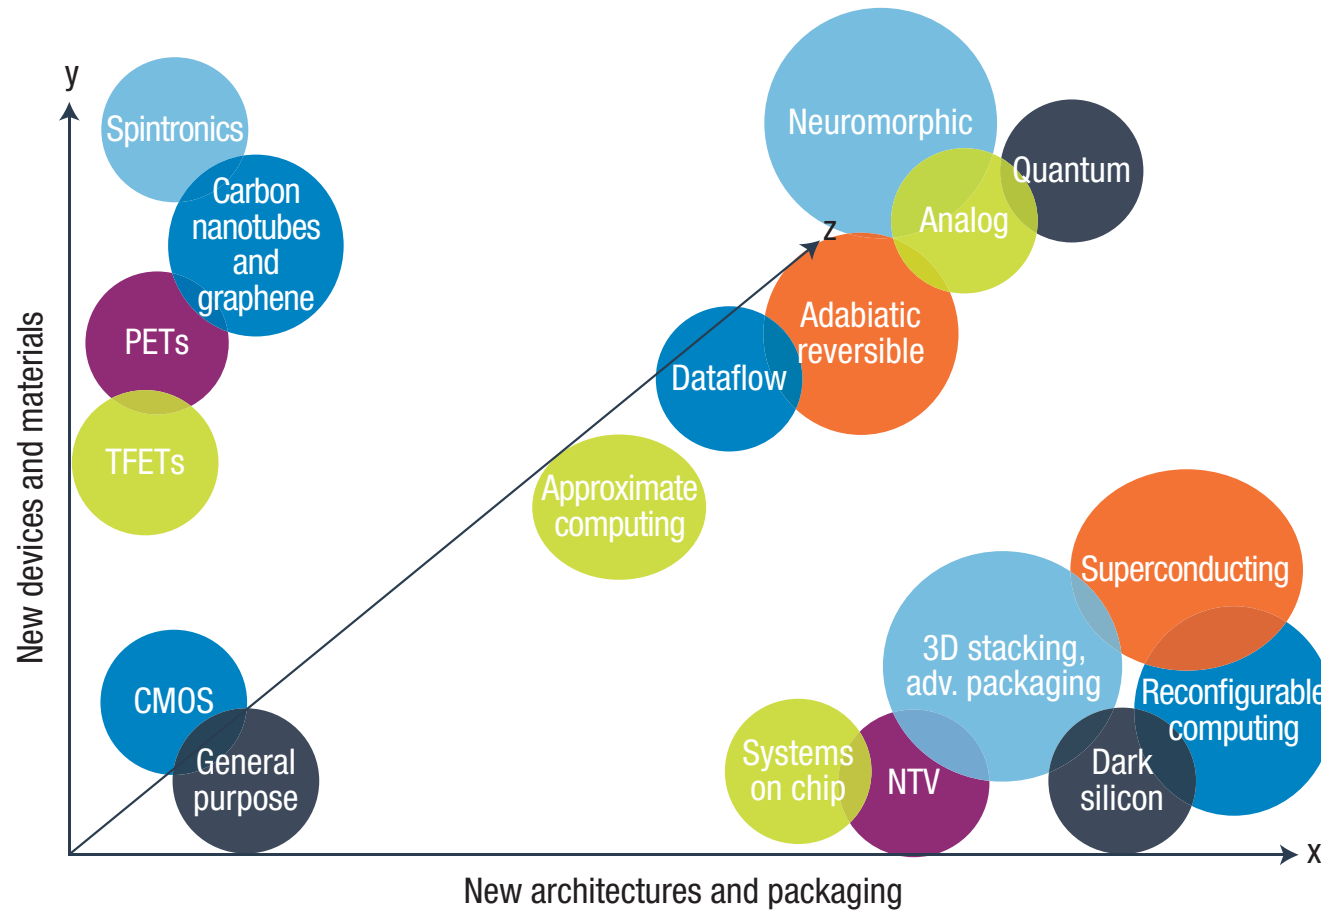 y
Spintronics
Carbon
nanotubes
and
graphene
PETs
TFETs
New devices and materials
CMOS
General
purpose
Neuromorphic
Quantum
Analog
z
Adabiatic
reversible
Dataflow
Approximate
computing
Superconducting
3D stacking,
adv. packaging
Reconfigurable
computing
Systems
on chip
NTV
Dark
silicon
x
New architectures and packaging